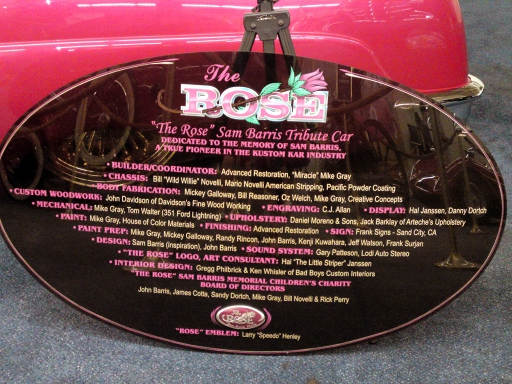 The
ROSE
"The Rose" Sam Barris Tribute Car
DEDICATED TO THE MEMORY OF SAM BARRIS,
A TRUE PIONEER IN THE KUSTOM KAR INDUSTRY
• BUILDER/COORDINATOR: Advanced Restoration, "Miracle" Mike Gray
• CHASSIS: Bill "Wild Willie" Novelli, Mario Novelli American Stripping, Pacific Powder Coating
• BODY FABRICATION: Mickey Galloway, Bill Reasoner, Oz Welch, Mike Gray, Creative Concepts
• CUSTOM WOODWORK: John Davidson of Davidson's Fine Wood Working • ENGRAVING: C.J. Allan • DISPLAY: Hal Janssen, Danny Dortch
• MECHANICAL: Mike Gray, Tom Walter (351 Ford Lightning) • UPHOLSTERY: Daniel Moreno & Sons, Jack Barkley of Arteche's Upholstery
• PAINT: Mike Gray, House of Color Materials • FINISHING: Advanced Restoration • SIGN: Frank Signs - Sand City, CA
• PAINT PREP: Mike Gray, Mickey Galloway, Randy Rincon, John Barris, Kenji Kuwahara, Jeff Watson, Frank Surjan
• DESIGN: Sam Barris (inspiration), John Barris • SOUND SYSTEM: Gary Patteson, Lodi Auto Stereo
• "THE ROSE" LOGO, ART CONSULTANT: Hal "The Little Striper" Janssen
• INTERIOR DESIGN: Gregg Philbrick & Ken Whisler of Bad Boys Custom Interiors
"THE ROSE" SAM BARRIS MEMORIAL CHILDREN'S CHARITY
BOARD OF DIRECTORS
John Barris, James Cotta, Sandy Dortch, Mike Gray, Bill Novelli & Rick Perry
The
ROSE
"ROSE" EMBLEM: Larry "Speedo" Henley